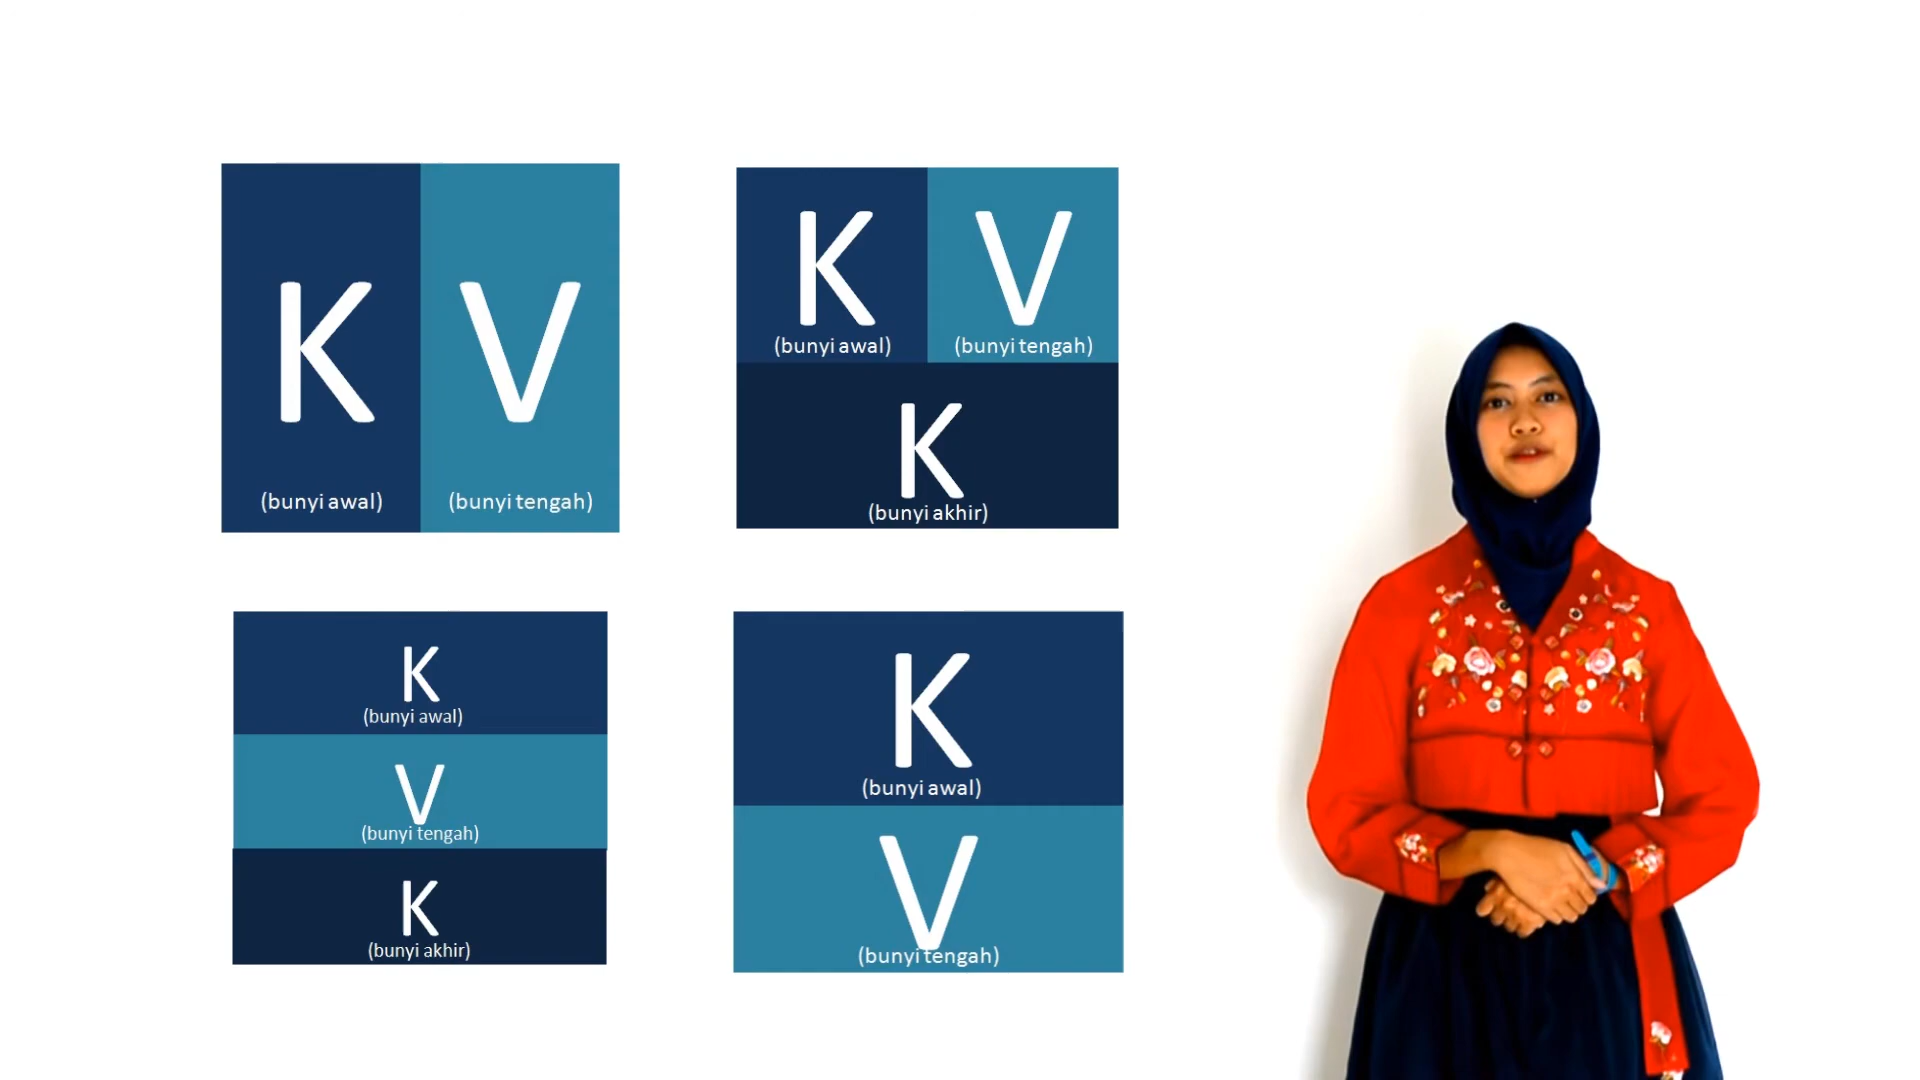 K V
(bunyi awal) (bunyi tengah)
K V
(bunyi awal) (bunyi tengah)
K
(bunyi akhir)
K
(bunyi awal)
V
(bunyi tengah)
K
(bunyi akhir)
K
(bunyi awal)
V
(bunyi tengah)